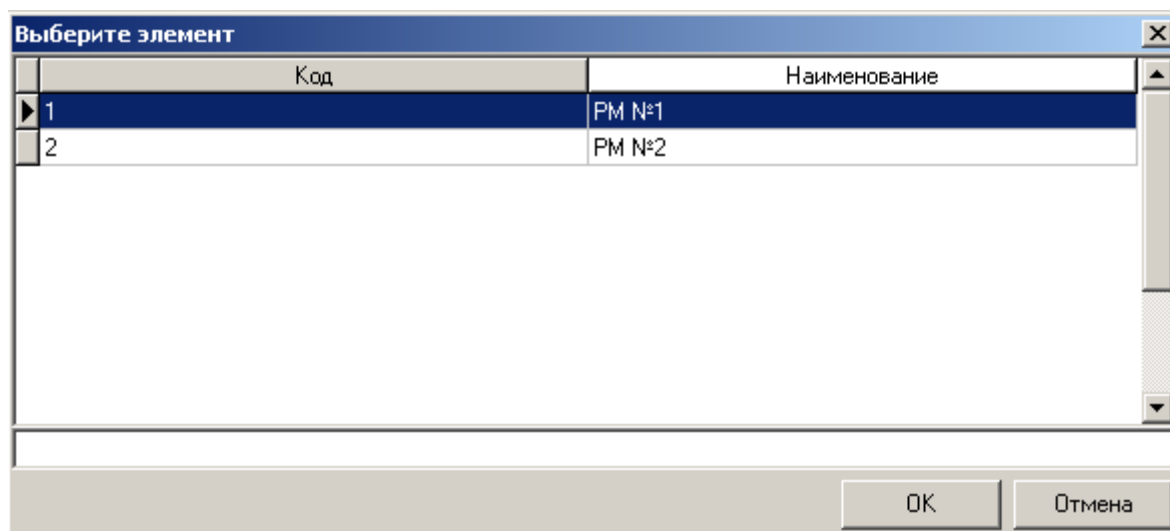 Выберите элемент
Код Наименование
1 РМ №1
2 РМ №2
OK Отмена